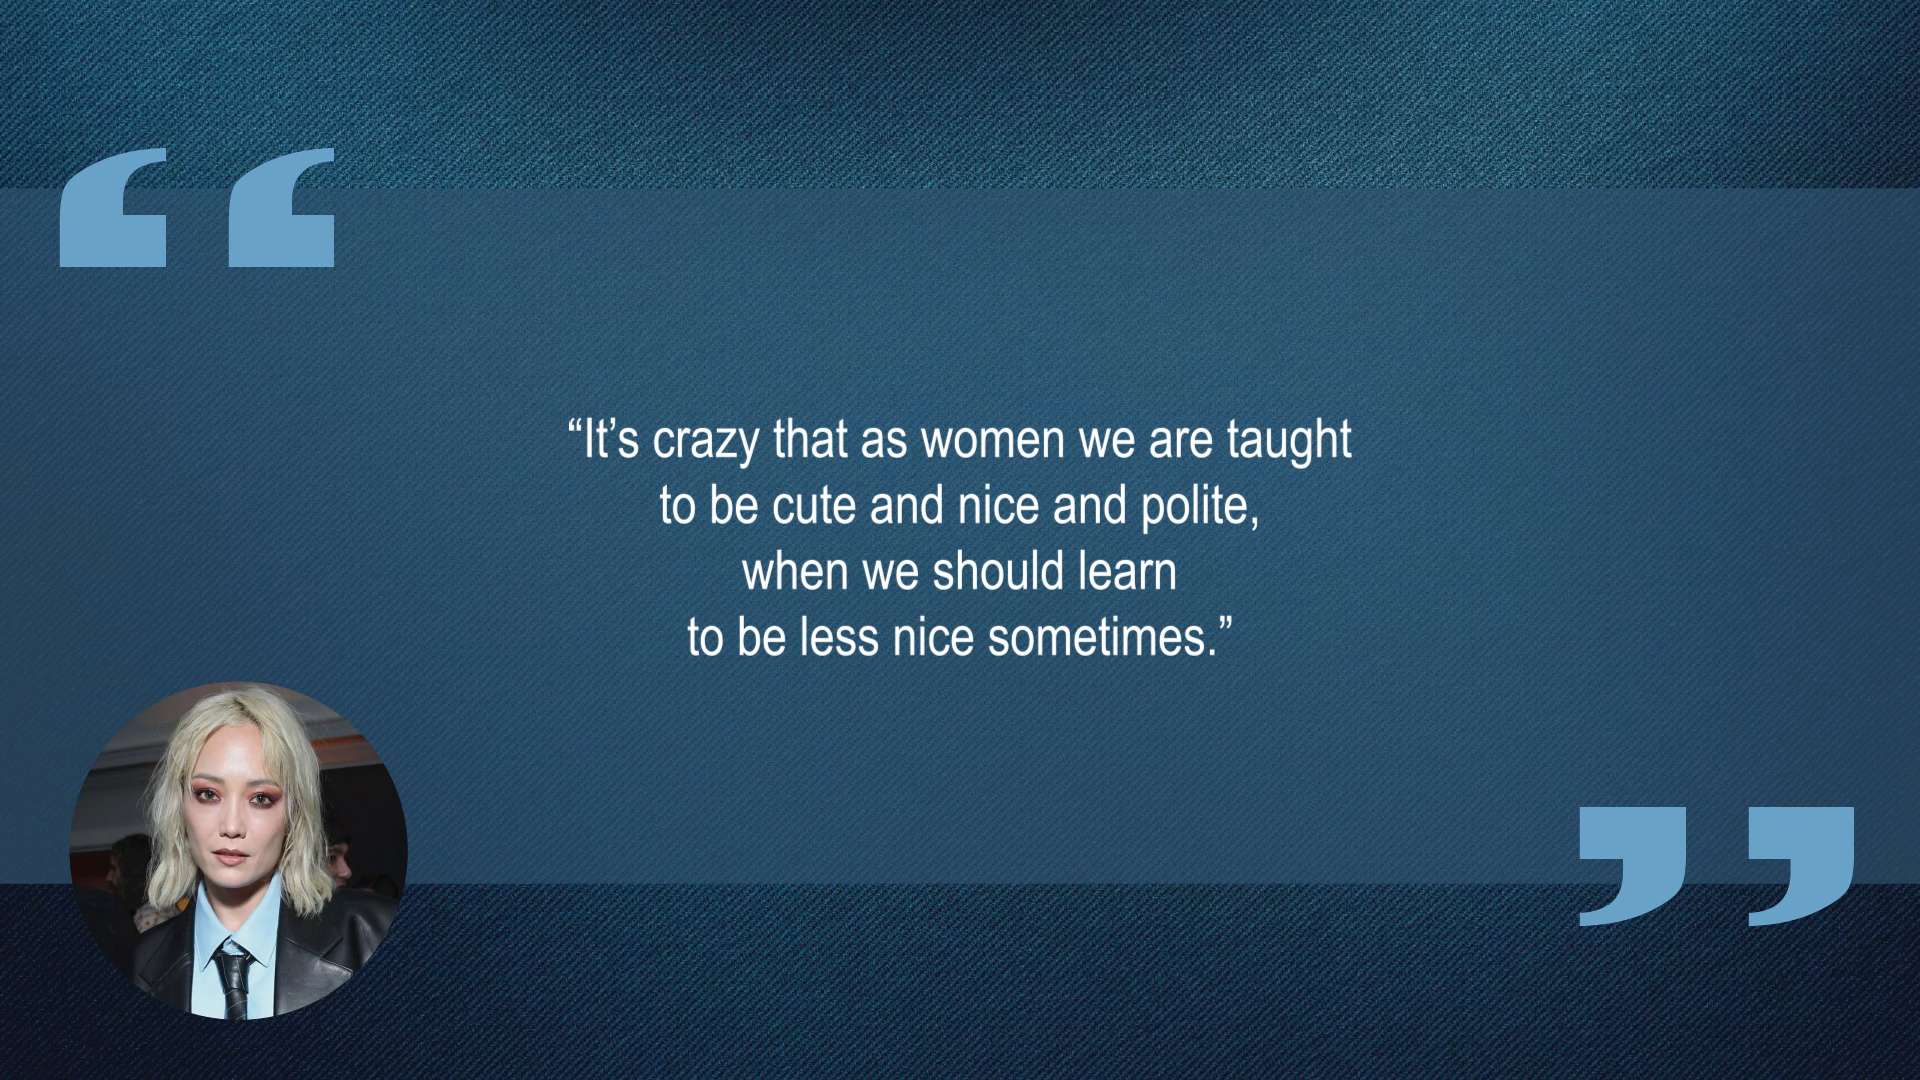 “It’s crazy that as women we are taught
to be cute and nice and polite,
when we should learn
to be less nice sometimes.”